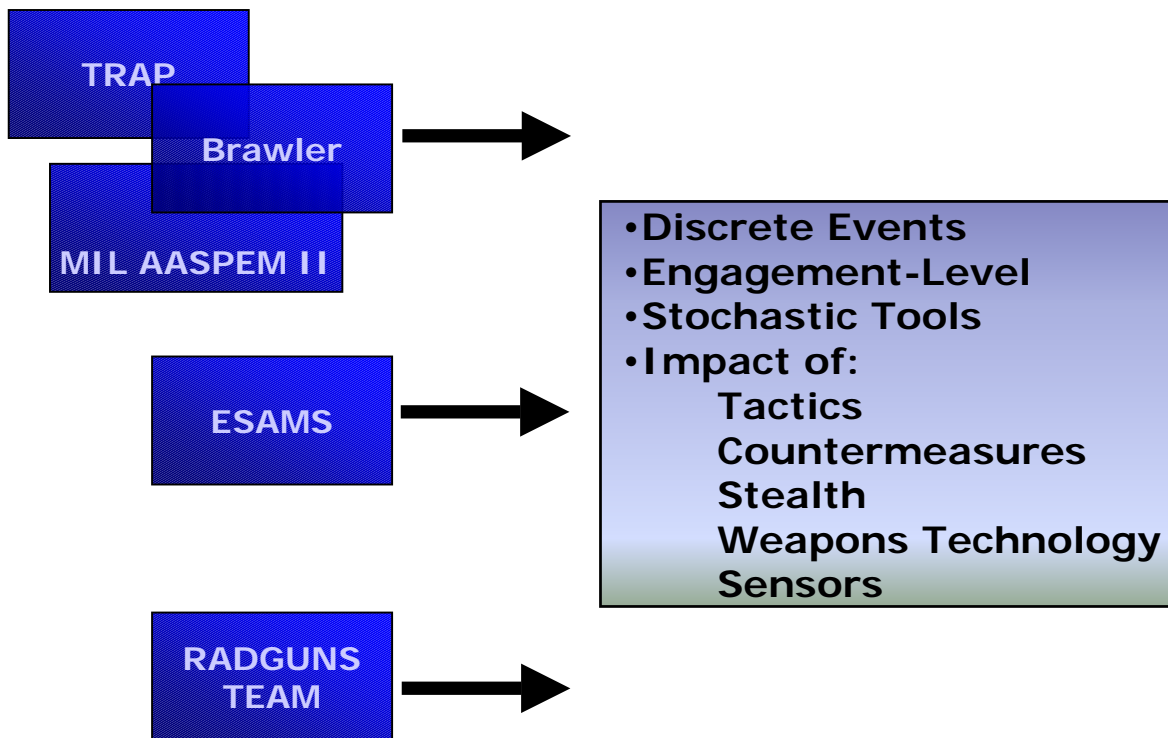 TRAP
Brawler
MIL AASPEM II
ESAMS
RADGUNS
TEAM
•Discrete Events
•Engagement-Level
•Stochastic Tools
•Impact of:
Tactics
Countermeasures
Stealth
Weapons Technology
Sensors